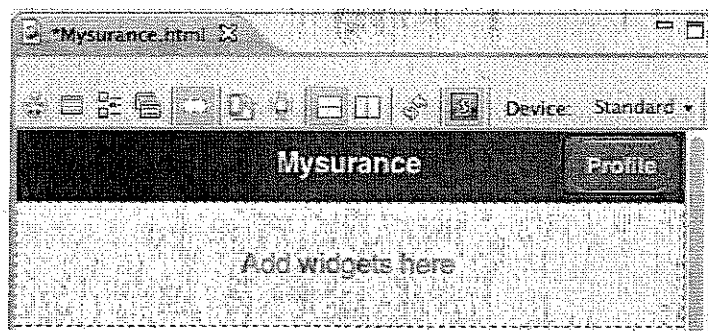 *Mysurance.html
Device: Standard
Mysurance Profile
Add widgets here